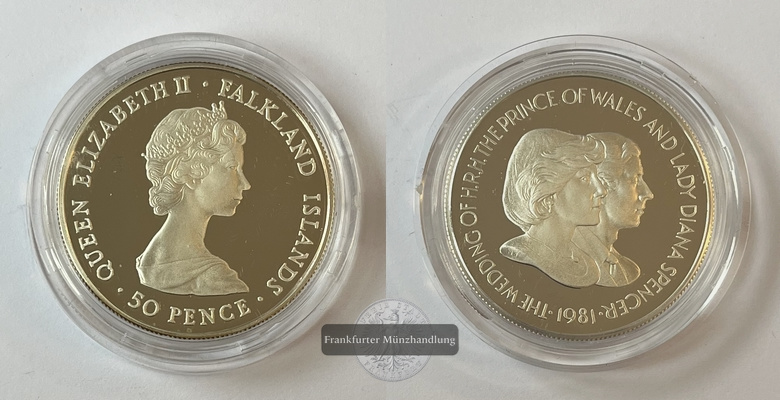 QUEEN ELIZABETH II · FALKLAND ISLANDS
· 50 PENCE ·
THE WEDDING OF H.R.H. THE PRINCE OF WALES AND LADY DIANA SPENCER
· 1981 ·
Frankfurter Münzhandlung